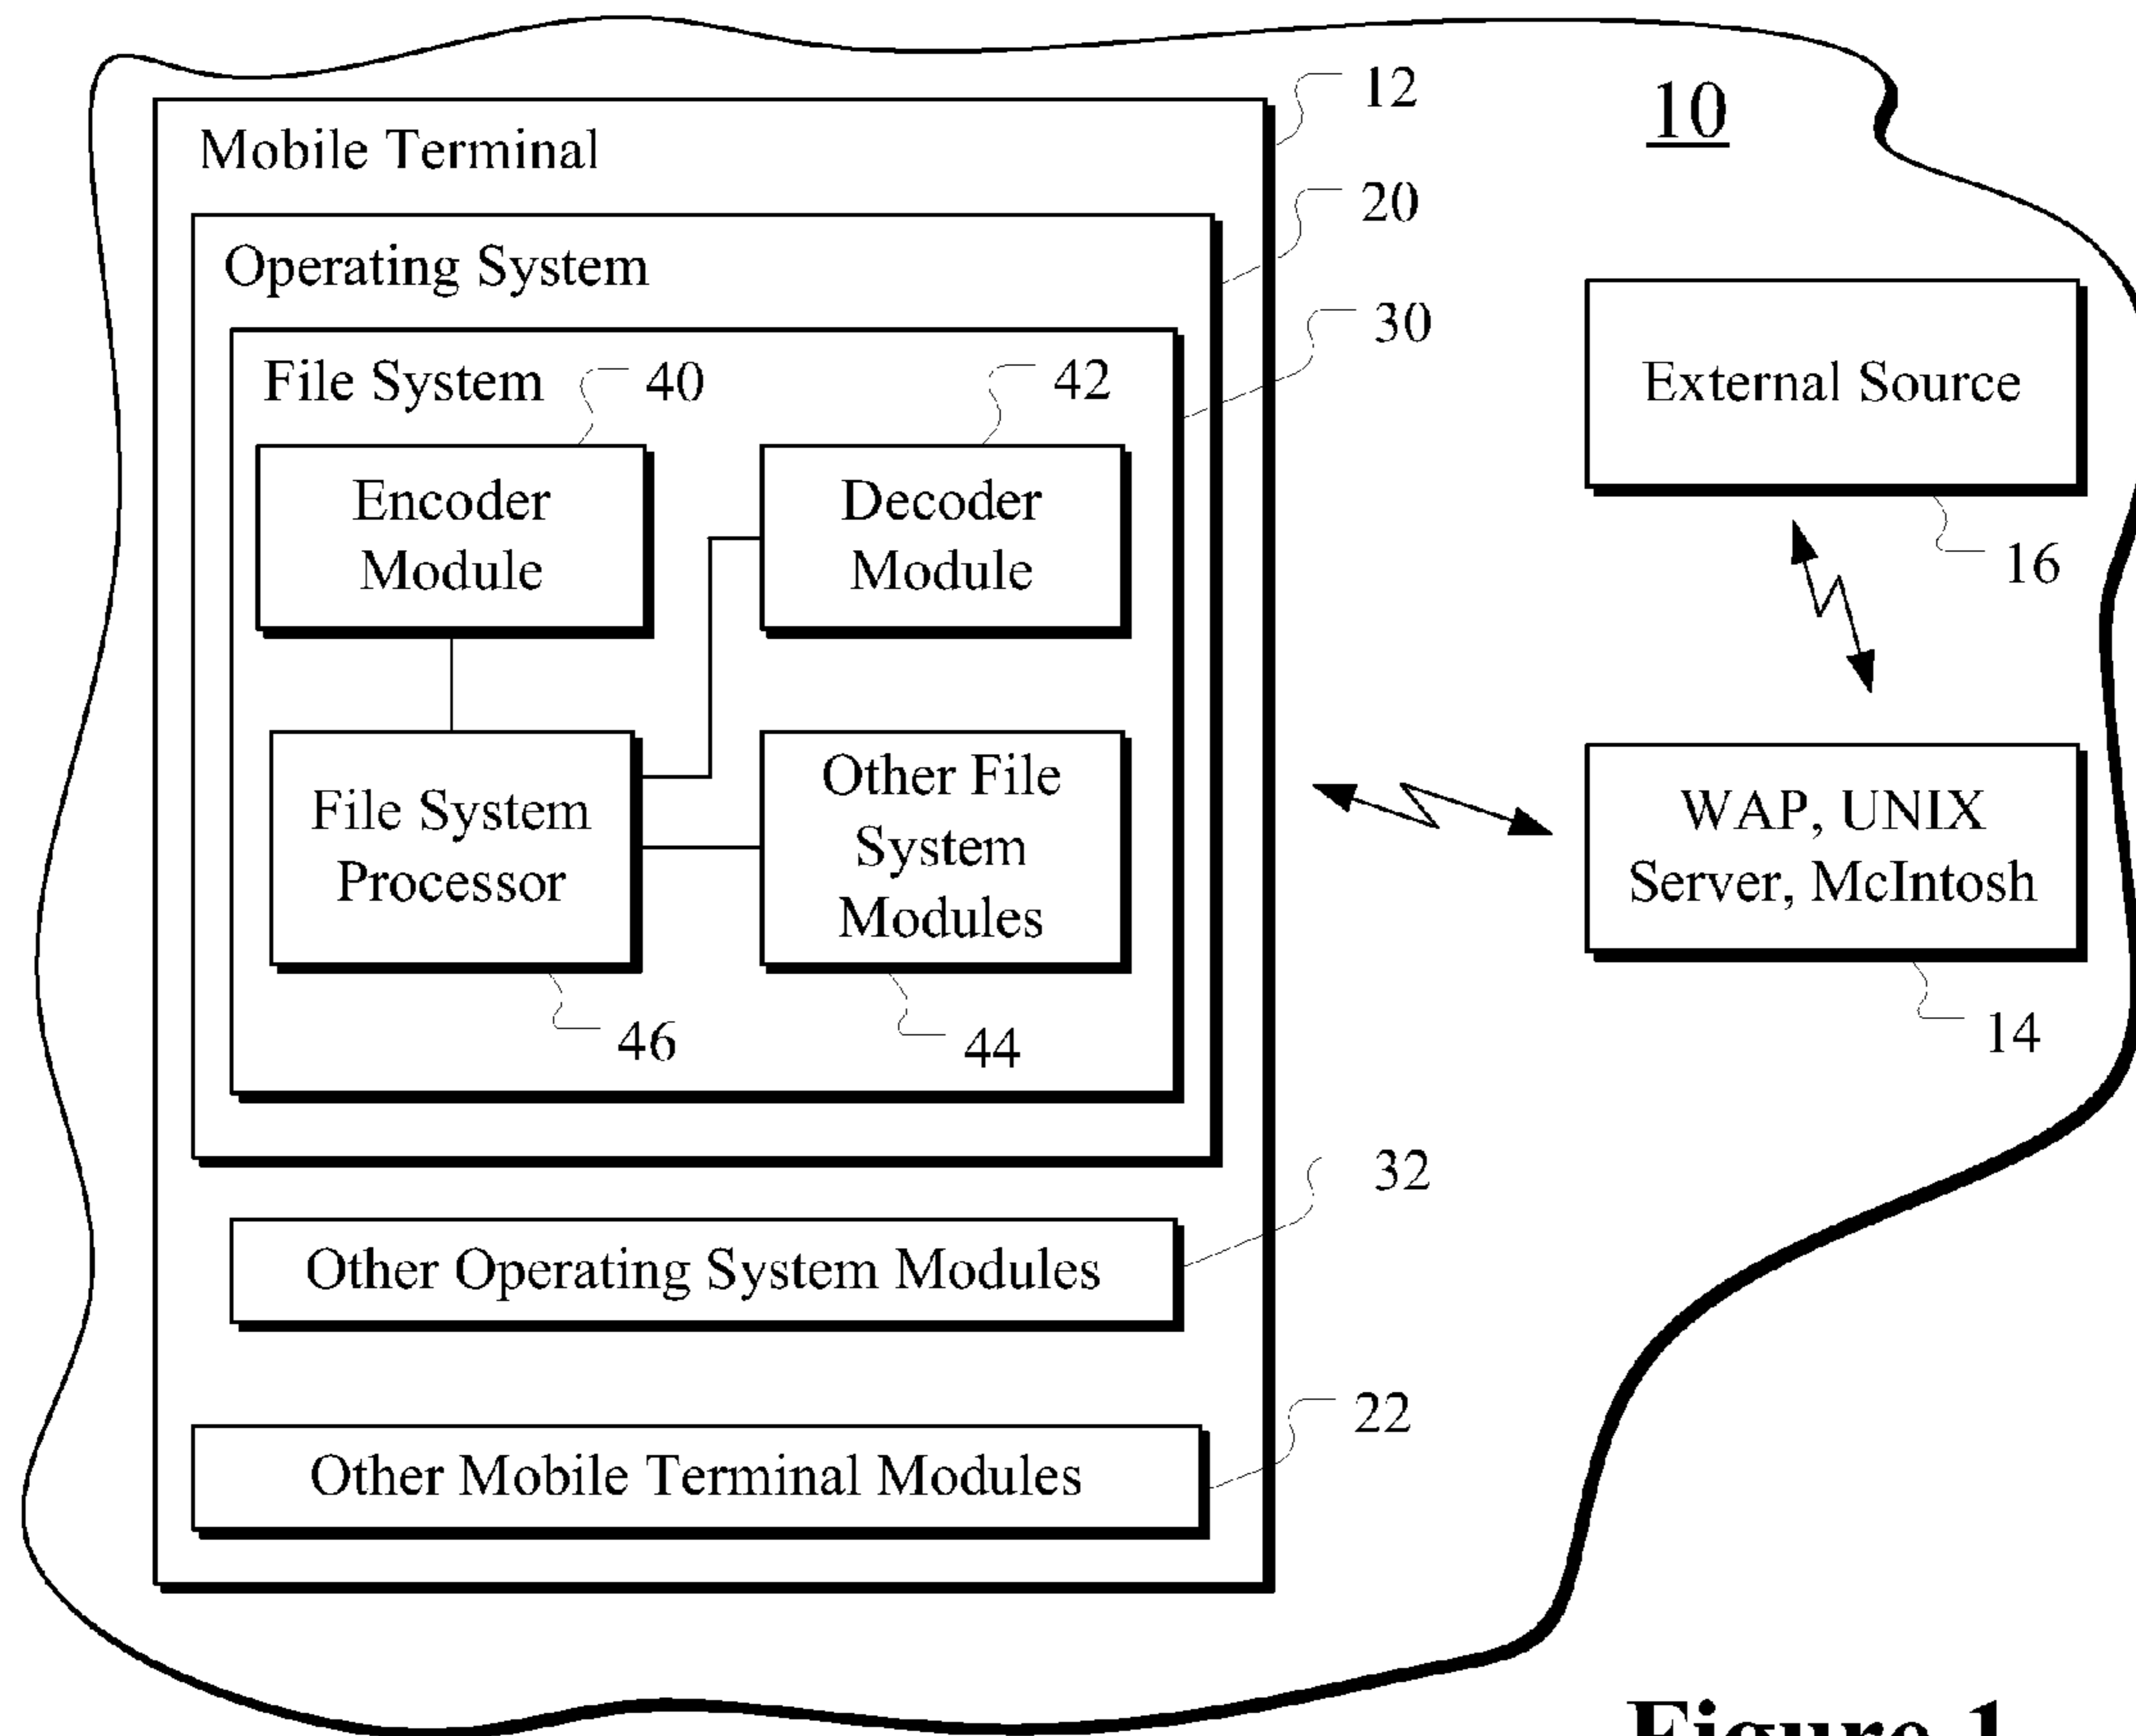 10
12
Mobile Terminal
20
Operating System
30
File System
40
42
Encoder
Module
Decoder
Module
File System
Processor
Other File
System
Modules
46
44
32
Other Operating System Modules
22
Other Mobile Terminal Modules
External Source
16
WAP, UNIX
Server, McIntosh
14
Figure 1